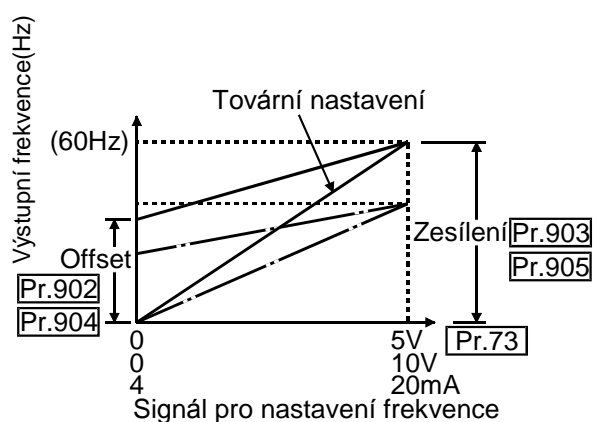 Výstupní frekvence(Hz)
Tovární nastavení
(60Hz)
Offset
Pr.902
Pr.904
Zesílení
Pr.903
Pr.905
0
0
4
5V
10V
20mA
Pr.73
Signál pro nastavení frekvence